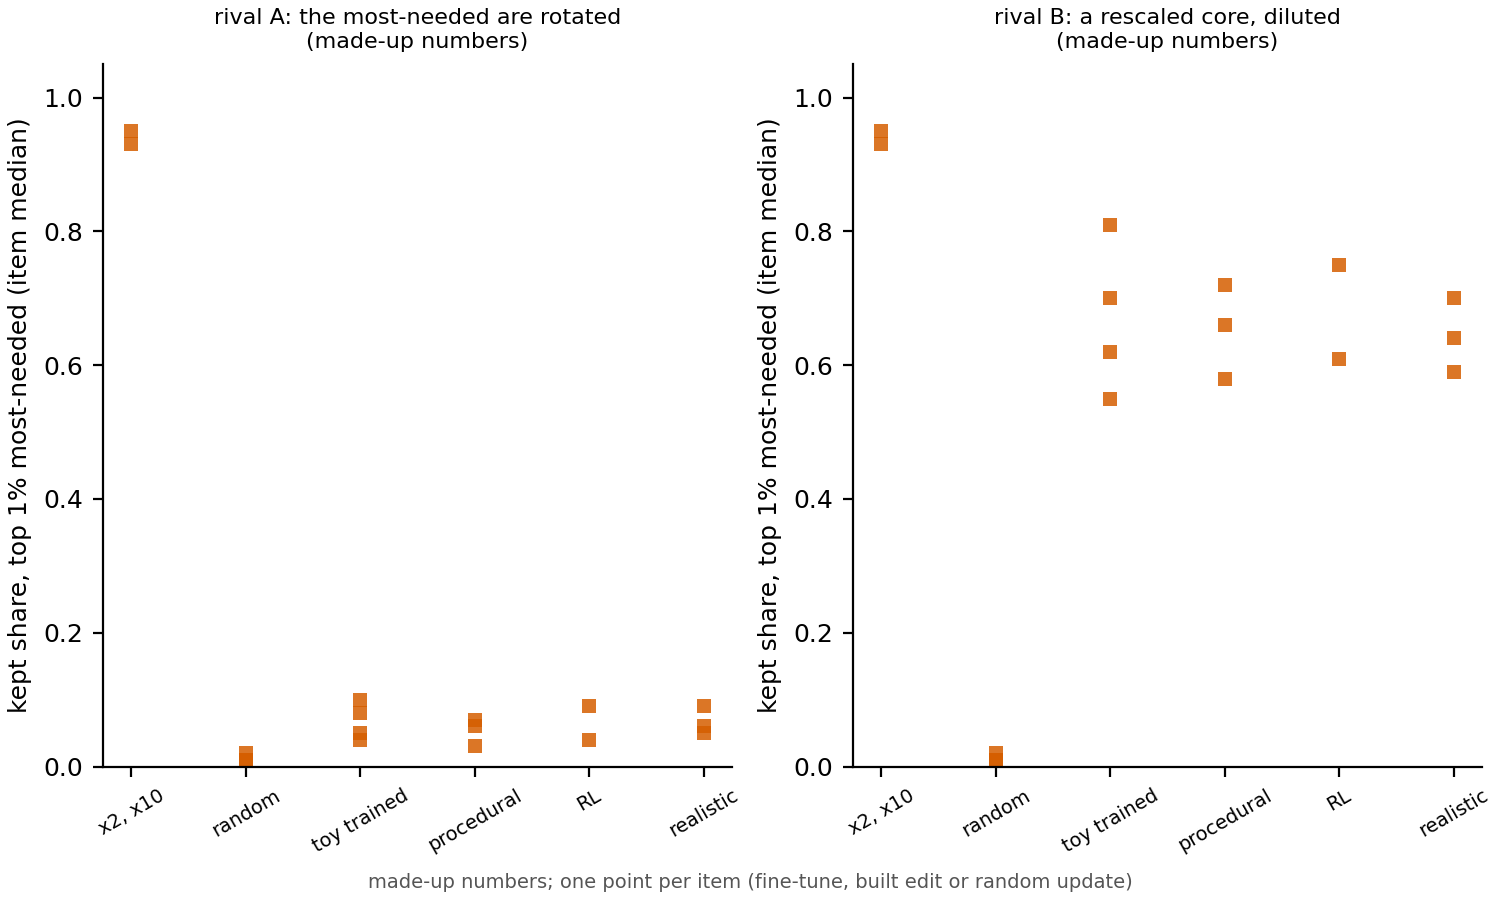 rival A: the most-needed are rotated
(made-up numbers)
kept share, top 1% most-needed (item median)
1.0
0.8
0.6
0.4
0.2
0.0
x2, x10
random
toy trained
procedural
RL
realistic
rival B: a rescaled core, diluted
(made-up numbers)
kept share, top 1% most-needed (item median)
1.0
0.8
0.6
0.4
0.2
0.0
x2, x10
random
toy trained
procedural
RL
realistic
made-up numbers; one point per item (fine-tune, built edit or random update)